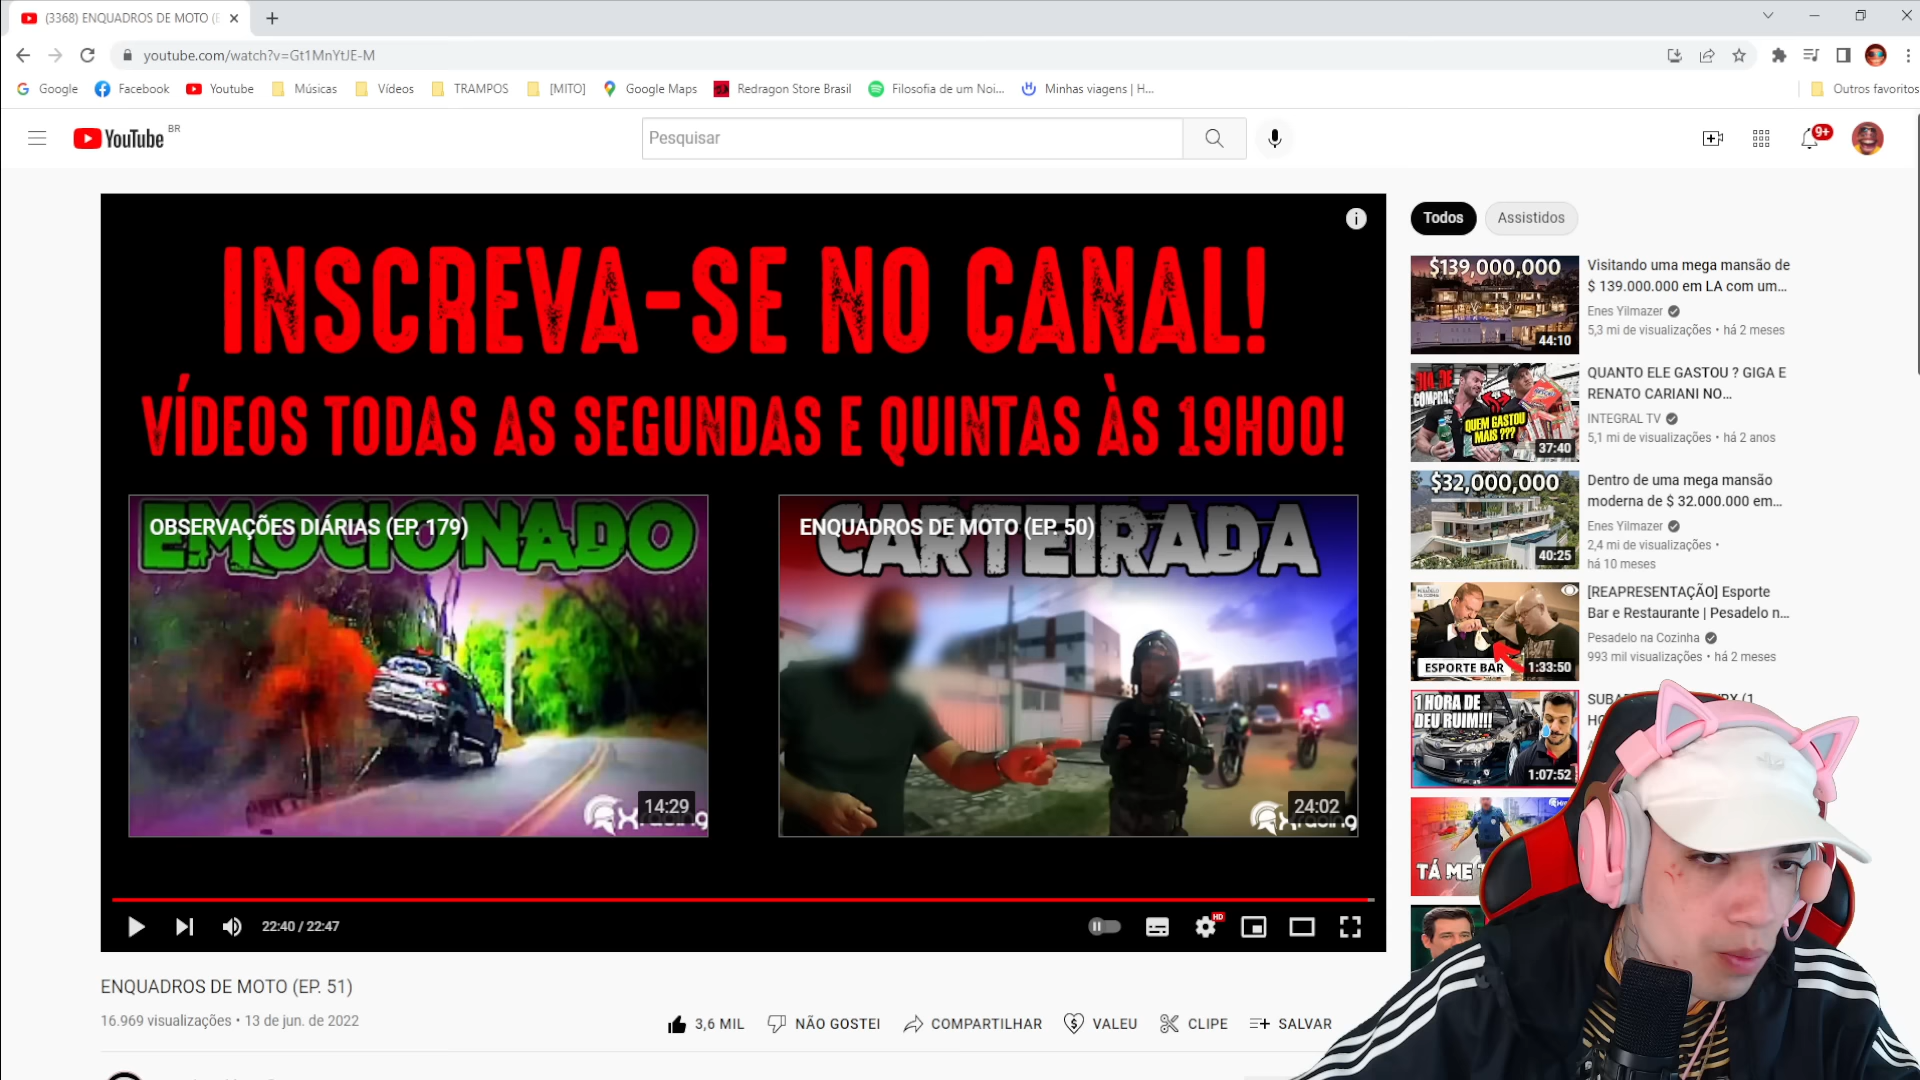 (3368) ENQUADROS DE MOTO (E
youtube.com/watch?v=Gt1MnYtJE-M
Google
Facebook
Youtube
Músicas
Vídeos
TRAMPOS
[MITO]
Google Maps
Redragon Store Brasil
Filosofia de um Noi...
Minhas viagens | H...
Outros favoritos
YouTube BR
Pesquisar
9+
INSCREVA-SE NO CANAL!
VÍDEOS TODAS AS SEGUNDAS E QUINTAS ÀS 19H00!
OBSERVAÇÕES DIÁRIAS (EP. 179)
EMOCIONADO
14:29
Xracing
ENQUADROS DE MOTO (EP. 50)
CARTEIRADA
24:02
Xracing
22:40 / 22:47
HD
ENQUADROS DE MOTO (EP. 51)
16.969 visualizações • 13 de jun. de 2022
3,6 MIL
NÃO GOSTEI
COMPARTILHAR
VALEU
CLIPE
SALVAR
Todos
Assistidos
$139,000,000
44:10
Visitando uma mega mansão de
$ 139.000.000 em LA com um...
Enes Yilmazer
5,3 mi de visualizações • há 2 meses
DIA DE
COMPRA
QUEM GASTOU
MAIS ???
37:40
QUANTO ELE GASTOU ? GIGA E
RENATO CARIANI NO...
INTEGRAL TV
5,1 mi de visualizações • há 2 anos
$32,000,000
40:25
Dentro de uma mega mansão
moderna de $ 32.000.000 em...
Enes Yilmazer
2,4 mi de visualizações •
há 10 meses
ESPORTE BAR
1:33:50
[REAPRESENTAÇÃO] Esporte
Bar e Restaurante | Pesadelo n...
Pesadelo na Cozinha
993 mil visualizações • há 2 meses
1 HORA DE
DEU RUIM!!!
1:07:52
SUBA
(1
HO
TÁ ME T